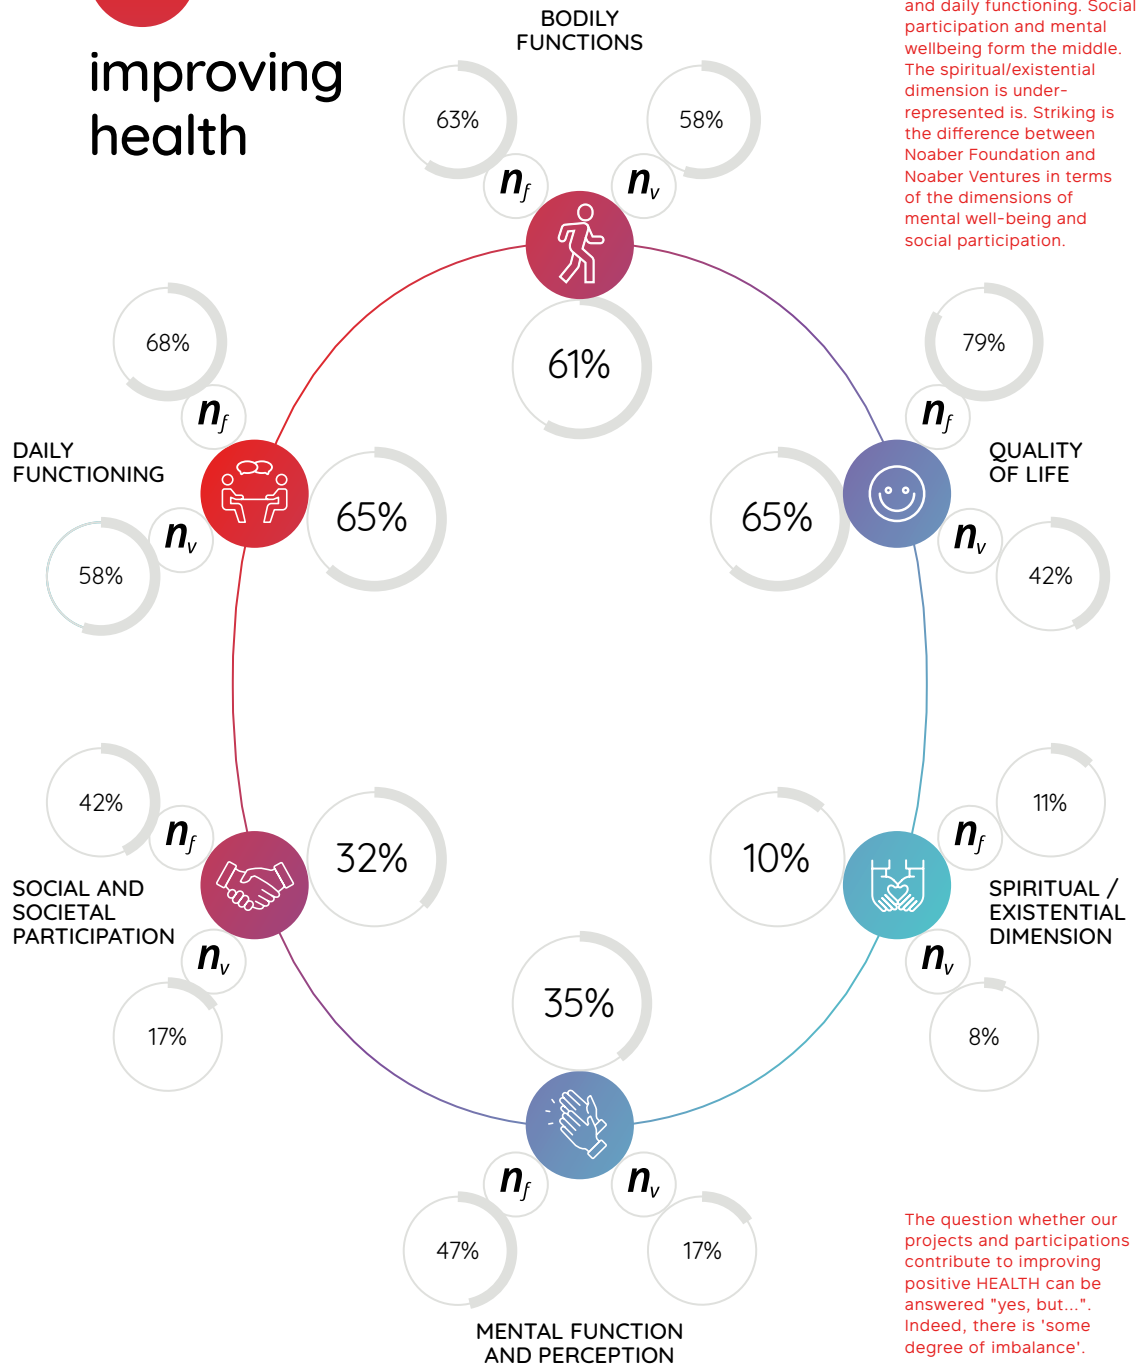 improving
health
and daily functioning. Social
participation and mental
wellbeing form the middle.
The spiritual/existential
dimension is under-
represented is. Striking is
the difference between
Noaber Foundation and
Noaber Ventures in terms
of the dimensions of
mental well-being and
social participation.
BODILY
FUNCTIONS
63%
58%
nf
nv
61%
68%
nf
DAILY
FUNCTIONING
nv
58%
65%
79%
nf
QUALITY
OF LIFE
nv
42%
65%
42%
nf
SOCIAL AND
SOCIETAL
PARTICIPATION
nv
17%
32%
11%
nf
SPIRITUAL /
EXISTENTIAL
DIMENSION
nv
8%
10%
35%
nf
nv
47%
17%
MENTAL FUNCTION
AND PERCEPTION
The question whether our
projects and participations
contribute to improving
positive HEALTH can be
answered "yes, but...".
Indeed, there is 'some
degree of imbalance'.